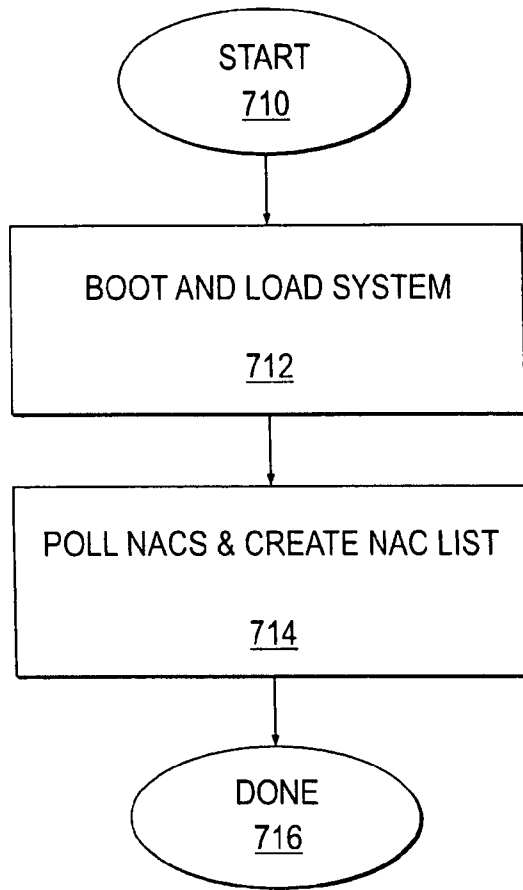 START
710
BOOT AND LOAD SYSTEM
712
POLL NACS & CREATE NAC LIST
714
DONE
716